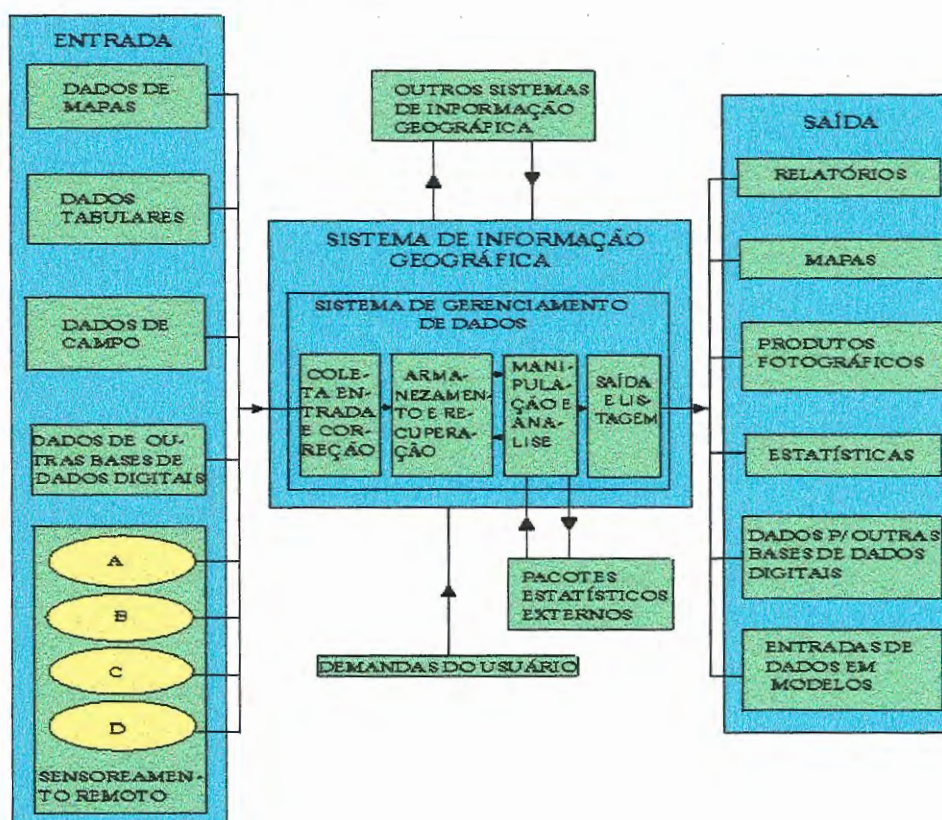 ENTRADA
DADOS DE
MAPAS
DADOS
TABULARES
DADOS DE
CAMPO
DADOS DE OU-
TRAS BASES DE
DADOS DIGITAIS
A
B
C
D
SENSOREAMEN-
TO REMOTO
OUTROS SISTEMAS
DE INFORMAÇÃO
GEOGRÁFICA
SISTEMA DE INFORMAÇÃO
GEOGRÁFICA
SISTEMA DE GERENCIAMENTO
DE DADOS
COLE-
TA EN-
TRADA
E COR-
REÇÃO
ARMA-
NEZAMEN-
TO E RE-
CUPERA-
ÇÃO
MANI-
PULA-
ÇÃO E
ANA-
LISE
SAÍDA
E LIS-
TAGEM
PACOTES
ESTATÍSTICOS
EXTERNOS
DEMANDAS DO USUÁRIO
SAÍDA
RELATÓRIOS
MAPAS
PRODUTOS
FOTOGRÁFICOS
ESTATÍSTICAS
DADOS P/ OUTRAS
BASES DE DADOS
DIGITAIS
ENTRADAS DE
DADOS EM
MODELOS